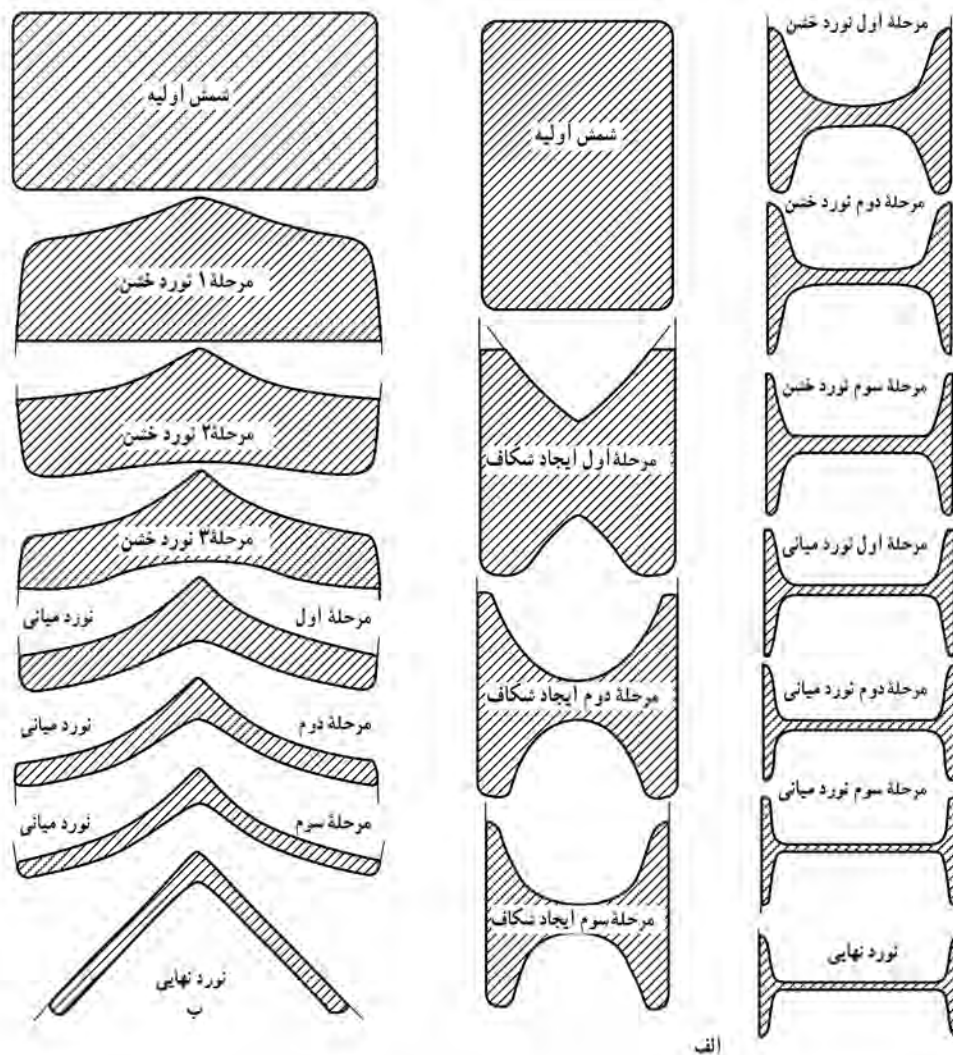 مرحلهٔ اول نورد خشن
مرحلهٔ دوم نورد خشن
مرحلهٔ سوم نورد خشن
مرحلهٔ اول نورد میانی
مرحلهٔ دوم نورد میانی
مرحلهٔ سوم نورد میانی
نورد نهایی
شمش اولیه
مرحلهٔ اول ایجاد شکاف
مرحلهٔ دوم ایجاد شکاف
مرحلهٔ سوم ایجاد شکاف
الف
شمش اولیه
مرحلهٔ ۱ نورد خشن
مرحلهٔ ۲ نورد خشن
مرحلهٔ ۳ نورد خشن
مرحلهٔ اول نورد میانی
مرحلهٔ دوم نورد میانی
مرحلهٔ سوم نورد میانی
نورد نهایی
ب